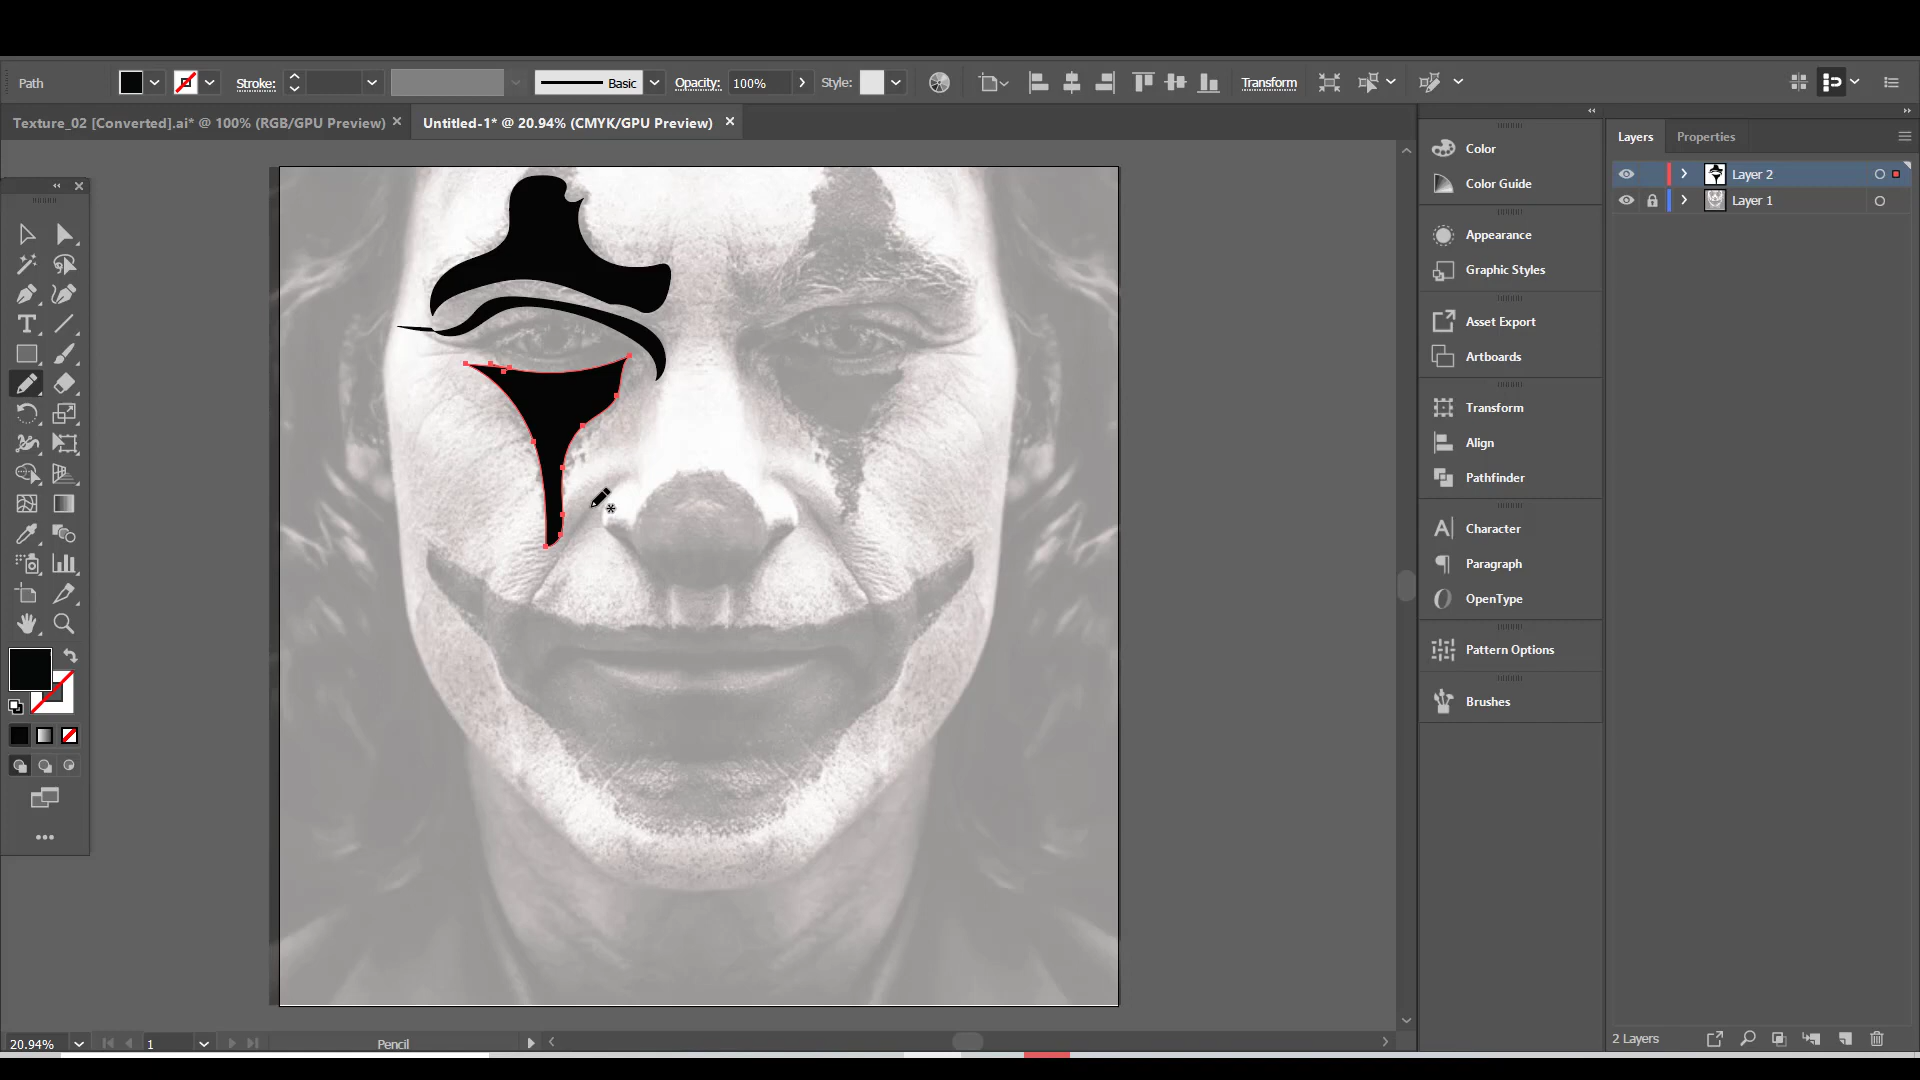 Path
Stroke:
Basic
Opacity:
100%
Style:
Transform
Texture_02 [Converted].ai* @ 100% (RGB/GPU Preview)
Untitled-1* @ 20.94% (CMYK/GPU Preview)
Layers
Properties
Color
Color Guide
Appearance
Graphic Styles
Asset Export
Artboards
Transform
Align
Pathfinder
Character
Paragraph
OpenType
Pattern Options
Brushes
Layer 2
Layer 1
20.94%
1
Pencil
2 Layers